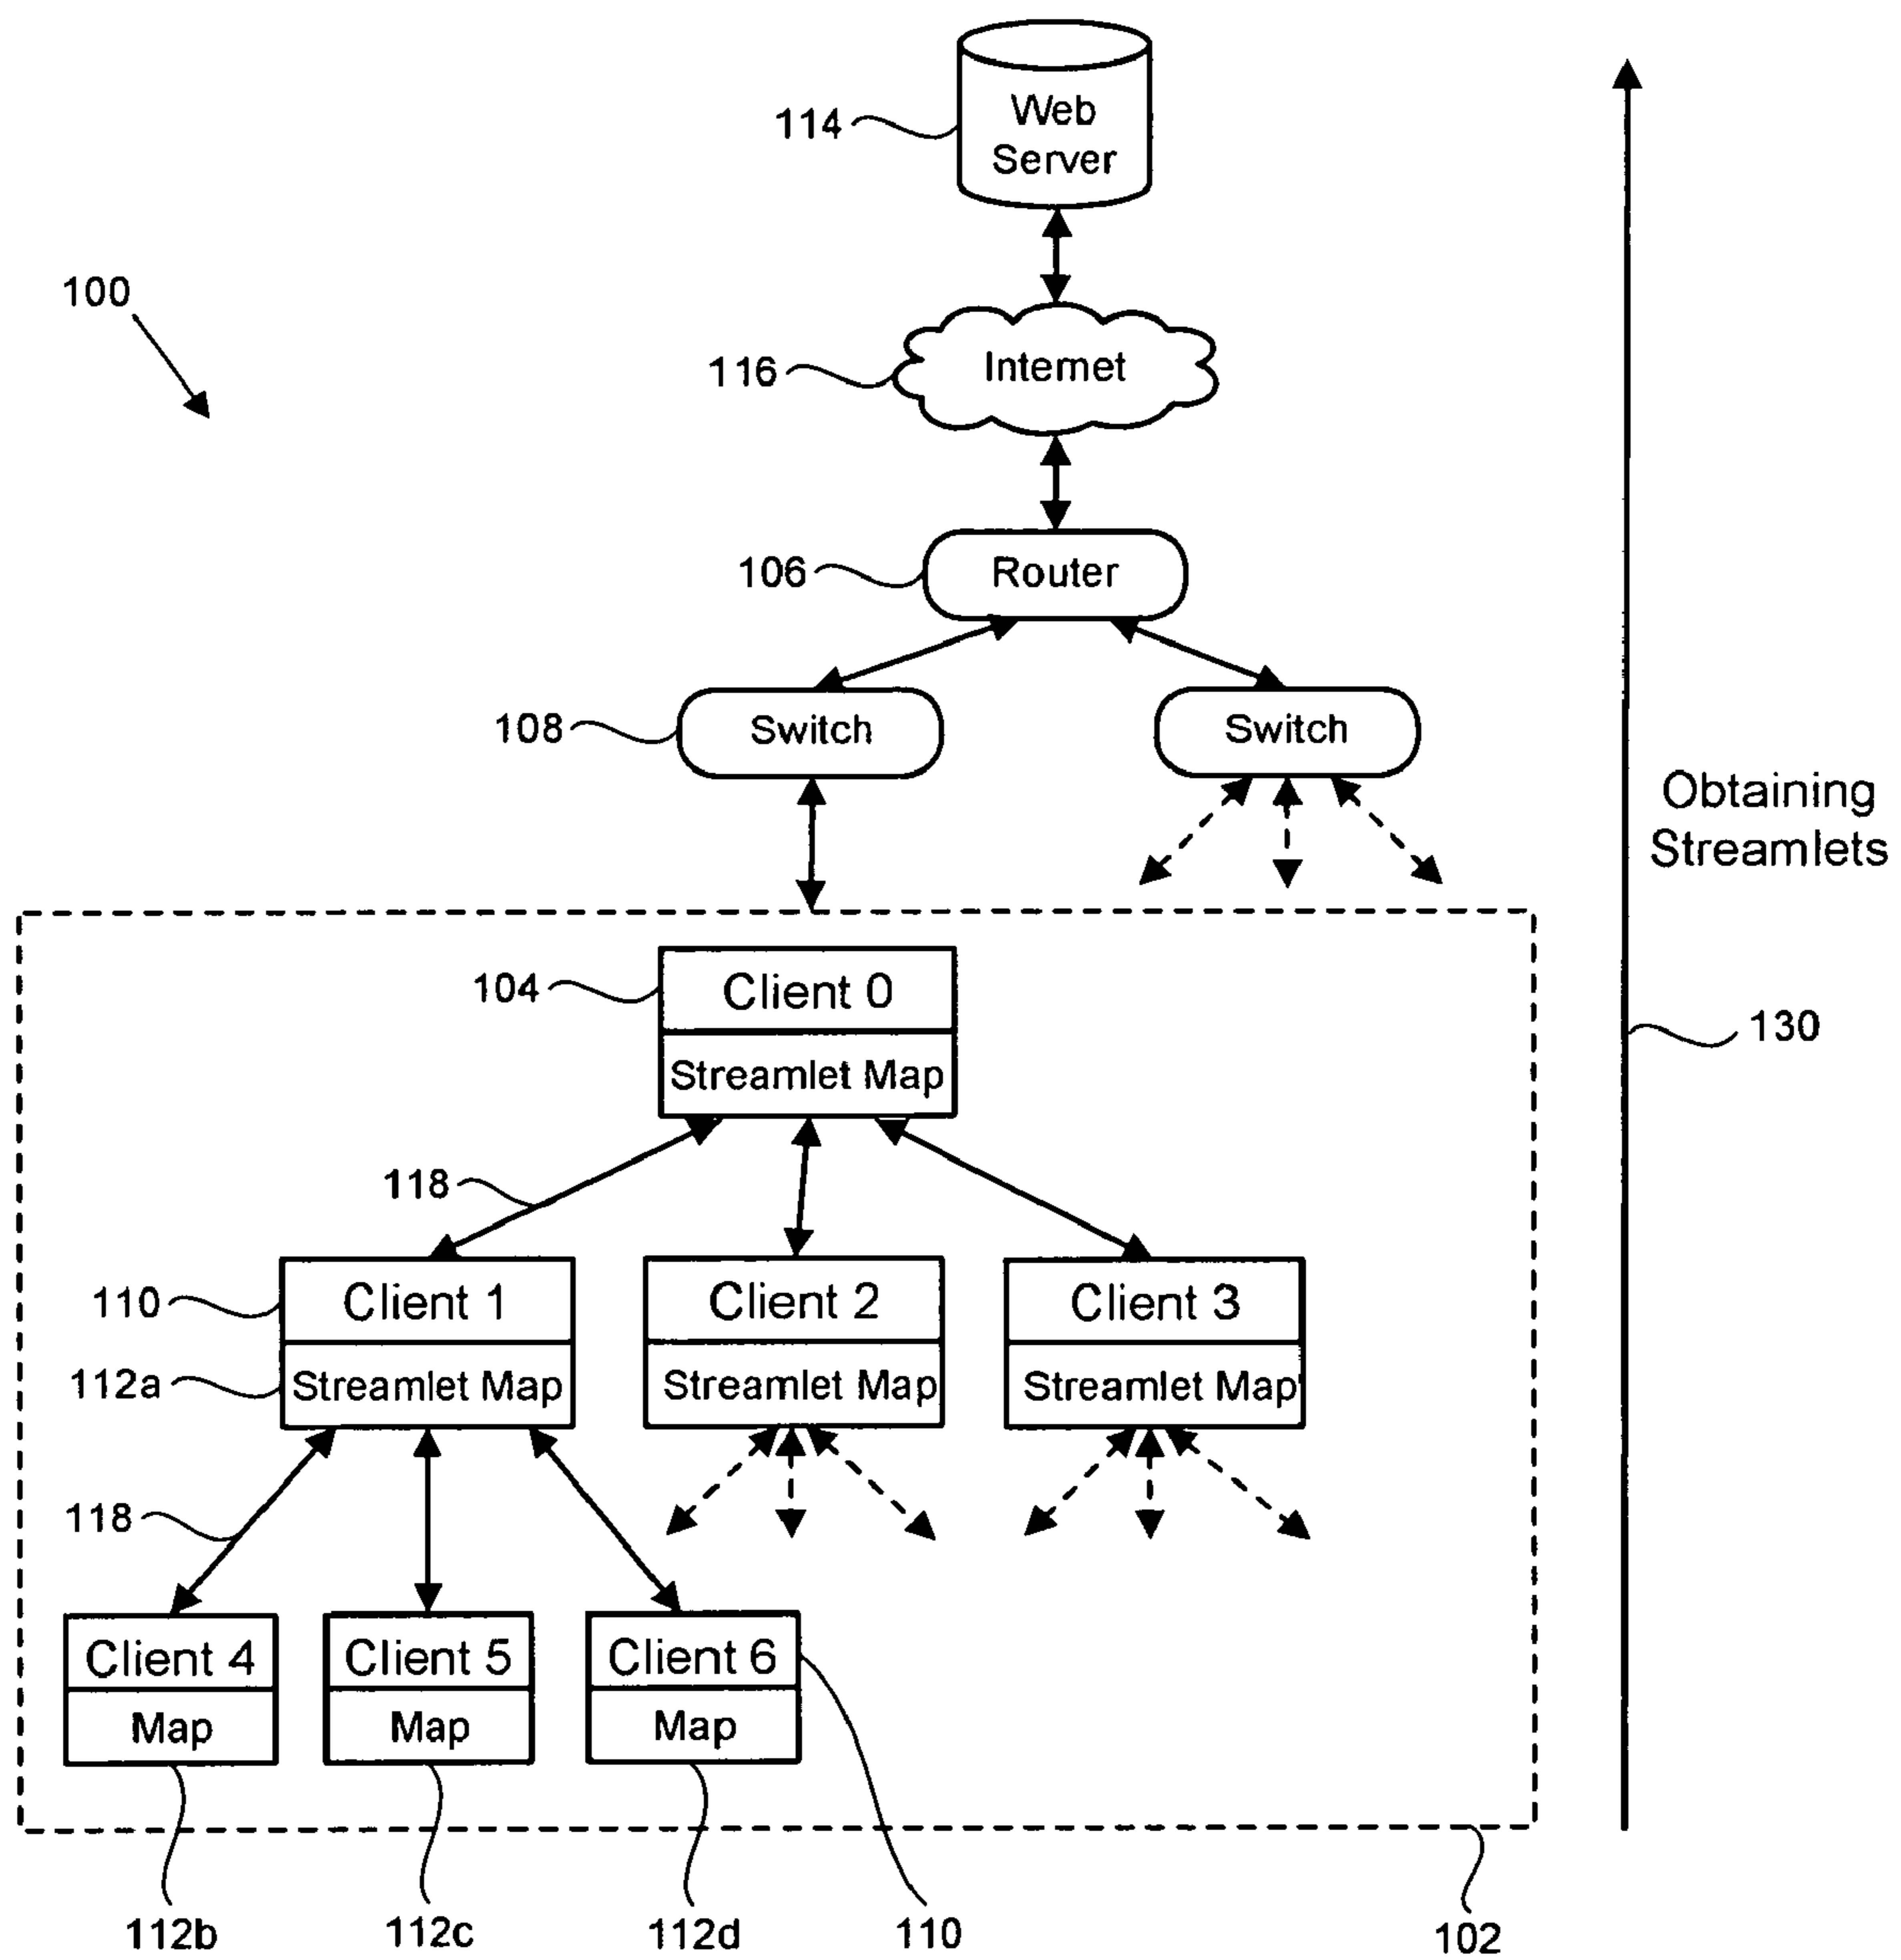 Web
Server
114
100
Internet
116
Router
106
Switch
108
Switch
Obtaining
Streamlets
Client 0
104
Streamlet Map
130
118
Client 1
Client 2
Client 3
110
Streamlet Map
Streamlet Map
Streamlet Map
112a
118
Client 4
Client 5
Client 6
Map
Map
Map
112b
112c
112d
110
102